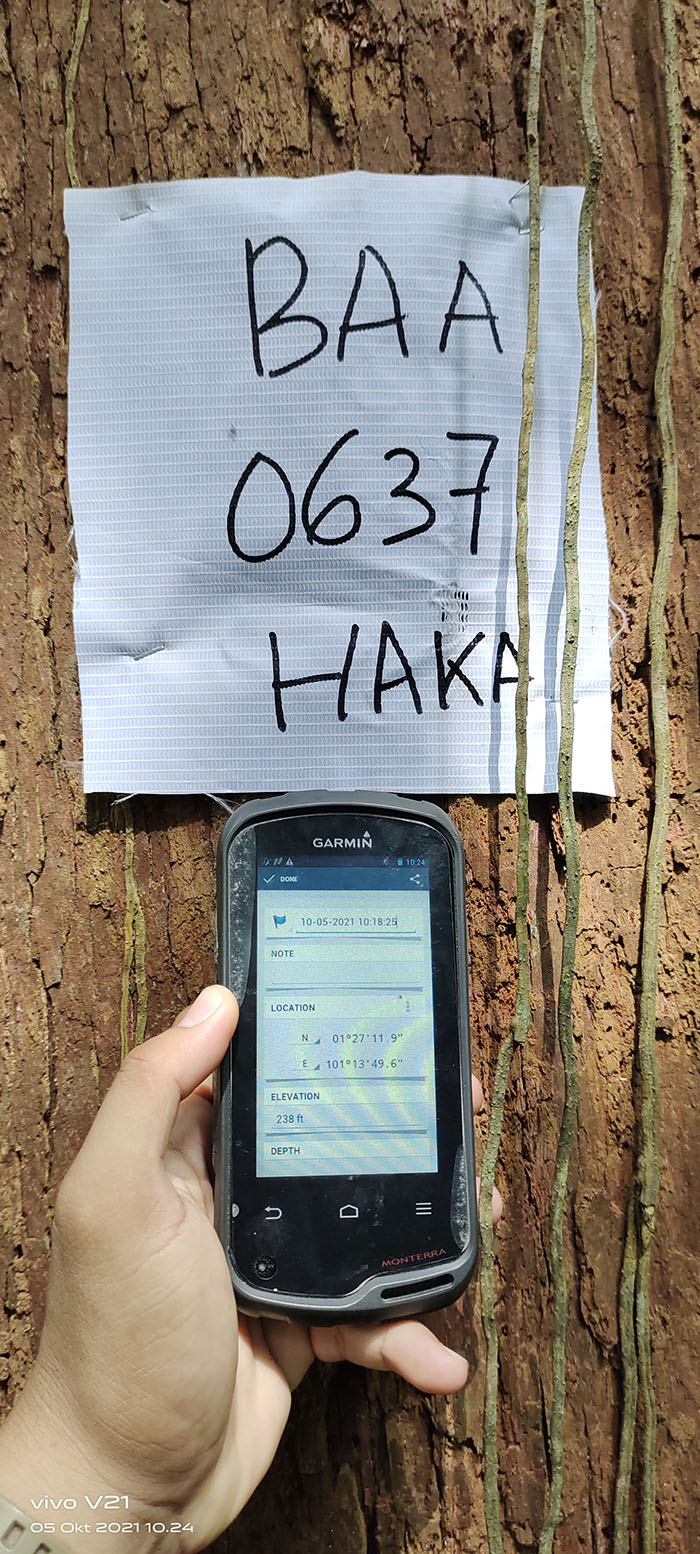 BAA
0637
HAKA
GARMIN
10:24
DONE
10-05-2021 10:18:25
NOTE
LOCATION
N 01°27'11.9"
E 101°13'49.6"
ELEVATION
238 ft
DEPTH
MONTERRA
vivo V21
05 Okt 2021 10.24